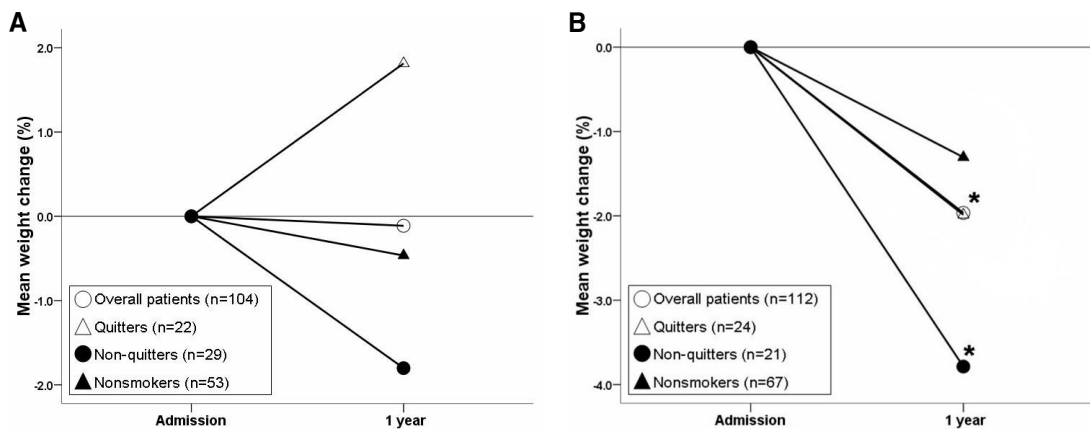 A
Mean weight change (%)
2.0
1.0
0.0
-1.0
-2.0
Overall patients (n=104)
Quitters (n=22)
Non-quitters (n=29)
Nonsmokers (n=53)
Admission
1 year
B
Mean weight change (%)
0.0
-1.0
-2.0
-3.0
-4.0
*
*
Overall patients (n=112)
Quitters (n=24)
Non-quitters (n=21)
Nonsmokers (n=67)
Admission
1 year